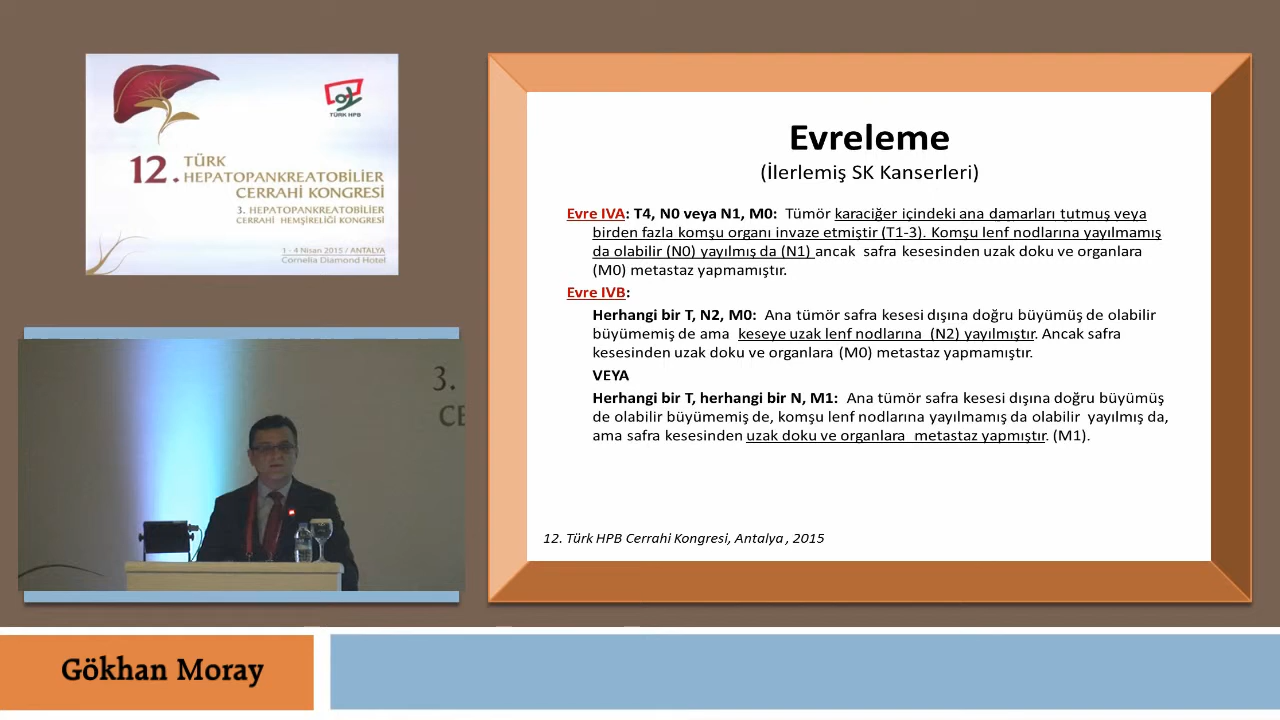 TÜRK HPB
12. TÜRK
HEPATOPANKREATOBİLİER
CERRAHİ KONGRESİ
3. HEPATOPANKREATOBİLİER
CERRAHİ HEMŞİRELİĞİ KONGRESİ
1 - 4 Nisan 2015 / ANTALYA
Cornelia Diamond Hotel
3.
CE
Evreleme
(İlerlemiş SK Kanserleri)
Evre IVA: T4, N0 veya N1, M0: Tümör karaciğer içindeki ana damarları tutmuş veya
birden fazla komşu organı invaze etmiştir (T1-3). Komşu lenf nodlarına yayılmamış
da olabilir (N0) yayılmış da (N1) ancak safra kesesinden uzak doku ve organlara
(M0) metastaz yapmamıştır.
Evre IVB:
Herhangi bir T, N2, M0: Ana tümör safra kesesi dışına doğru büyümüş de olabilir
büyümemiş de ama keseye uzak lenf nodlarına (N2) yayılmıştır. Ancak safra
kesesinden uzak doku ve organlara (M0) metastaz yapmamıştır.
VEYA
Herhangi bir T, herhangi bir N, M1: Ana tümör safra kesesi dışına doğru büyümüş
de olabilir büyümemiş de, komşu lenf nodlarına yayılmamış da olabilir yayılmış da,
ama safra kesesinden uzak doku ve organlara metastaz yapmıştır. (M1).
12. Türk HPB Cerrahi Kongresi, Antalya , 2015
Gökhan Moray